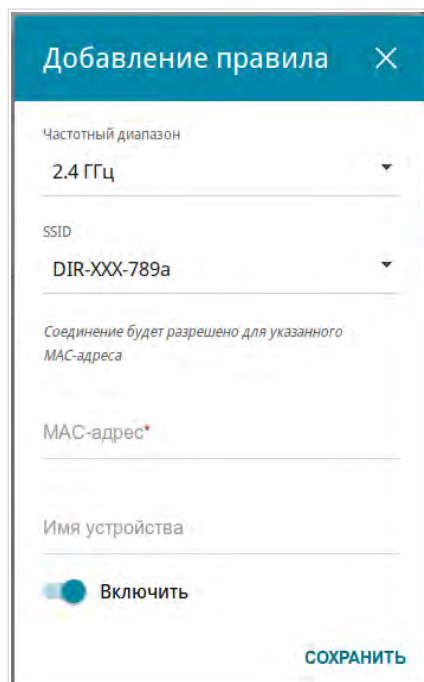 Добавление правила
Частотный диапазон
2.4 ГГц
SSID
DIR-XXX-789a
Соединение будет разрешено для указанного
MAC-адреса
MAC-адрес*
Имя устройства
Включить
СОХРАНИТЬ